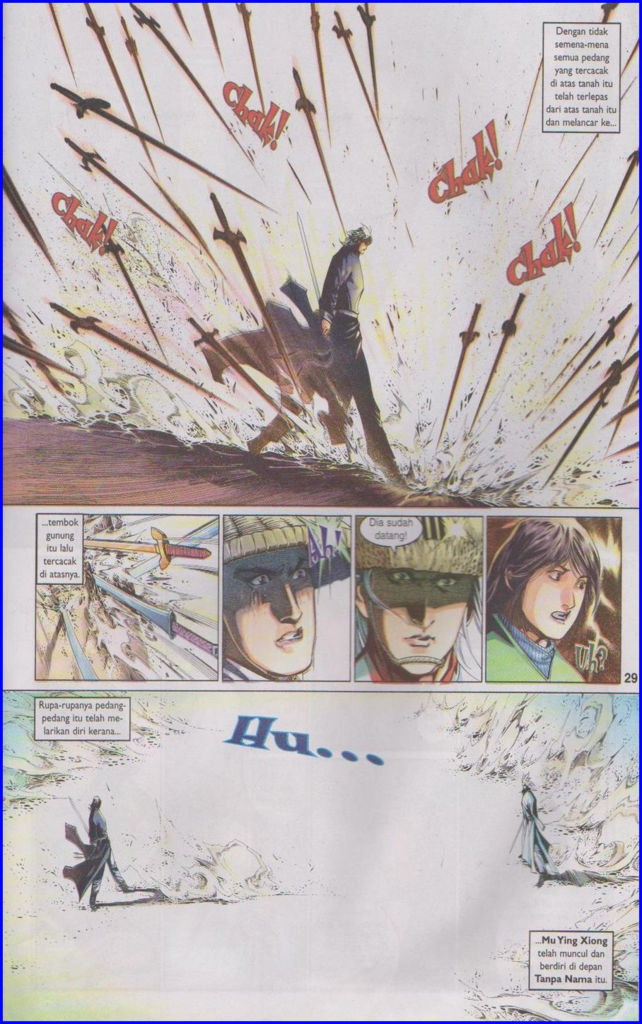 Dengan tidak
semena-mena
semua pedang
yang tercacak
di atas tanah itu
telah terlepas
dari atas tanah itu
dan melancar ke...
Chak!
Chak!
Chak!
Chak!
...tembok
gunung
itu lalu
tercacak
di atasnya.
Ah!
Dia sudah
datang!
Uh?
29
Rupa-rupanya pedang-
pedang itu telah me-
larikan diri kerana...
Hu...
...Mu Ying Xiong
telah muncul dan
berdiri di depan
Tanpa Nama itu.